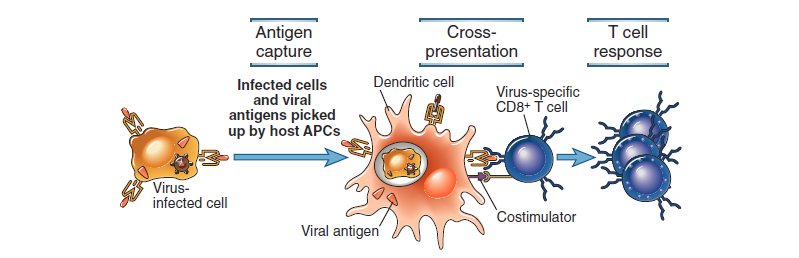 Antigen
capture
Cross-
presentation
T cell
response
Infected cells
and viral
antigens picked
up by host APCs
Dendritic cell
Virus-specific
CD8+ T cell
Virus-
infected cell
Viral antigen
Costimulator